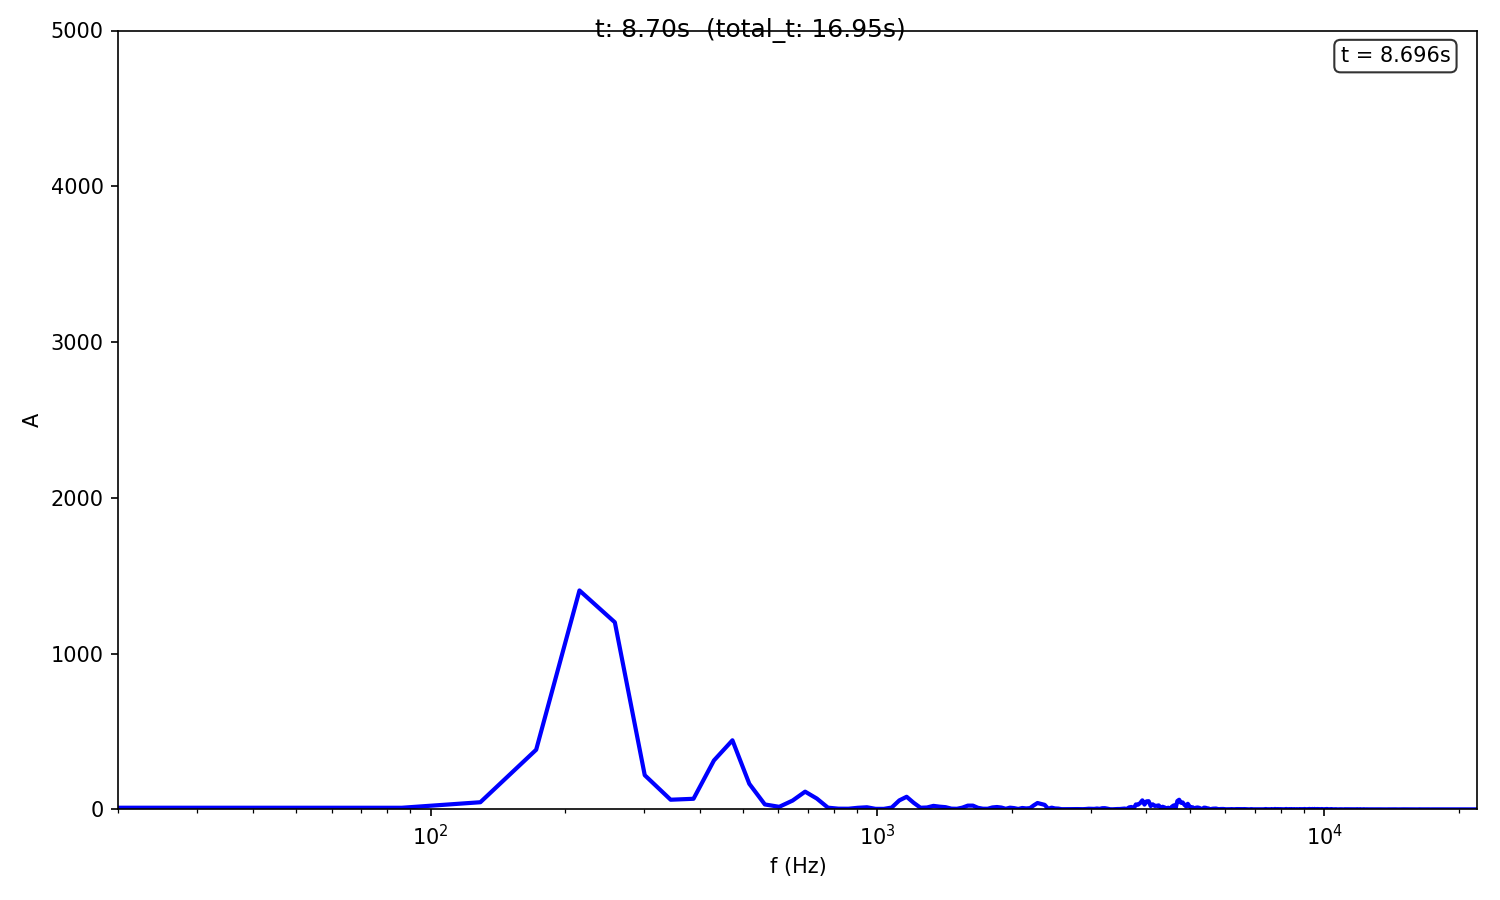 t: 8.70s  (total_t: 16.95s)
t = 8.696s
5000
4000
3000
2000
1000
0
A
10²
10³
10⁴
f (Hz)